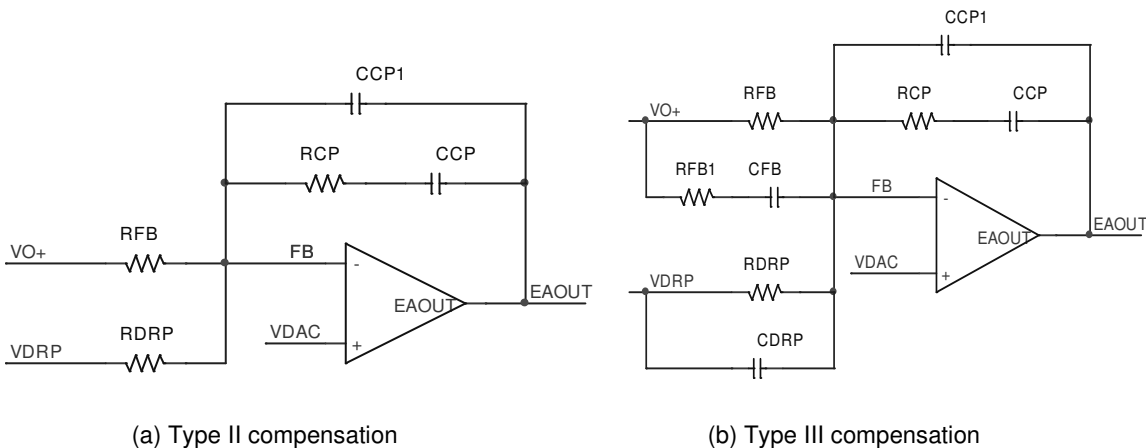 CCP1
RCP CCP
VO+ RFB FB EAOUT
EAOUT
VDRP RDRP VDAC
- +
(a) Type II compensation
CCP1
VO+ RFB RCP CCP
RFB1 CFB FB
- EAOUT EAOUT
VDRP RDRP VDAC +
CDRP
(b) Type III compensation